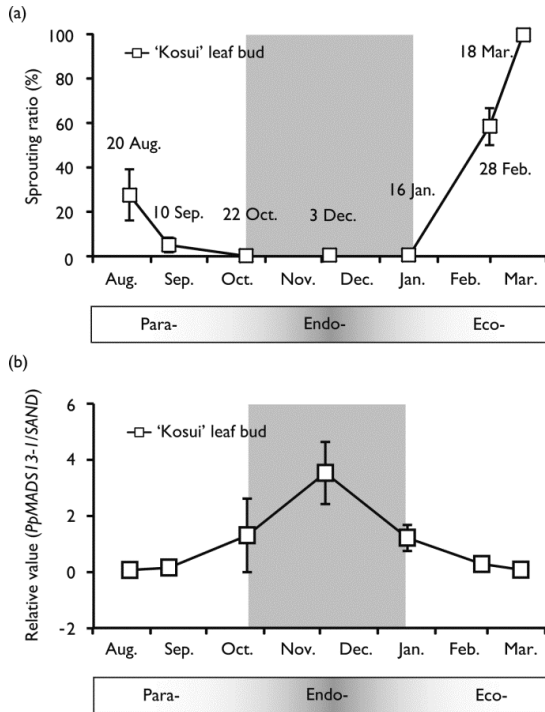 (a)
Sprouting ratio (%)
100
80
60
40
20
0
'Kosui' leaf bud
20 Aug.
10 Sep.
22 Oct.
3 Dec.
16 Jan.
28 Feb.
18 Mar.
Aug. Sep. Oct. Nov. Dec. Jan. Feb. Mar.
Para- Endo- Eco-
(b)
Relative value (PpMADS13-1/SAND)
6
4
2
0
-2
'Kosui' leaf bud
Aug. Sep. Oct. Nov. Dec. Jan. Feb. Mar.
Para- Endo- Eco-